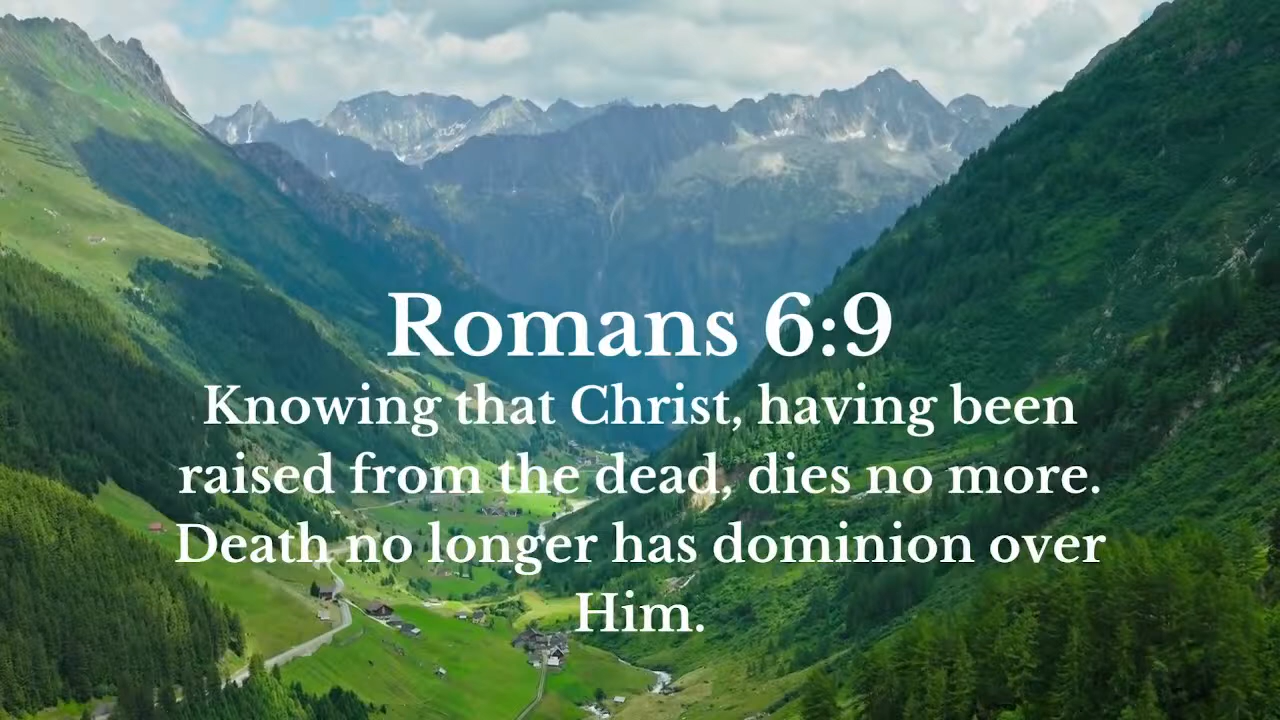 Romans 6:9
Knowing that Christ, having been
raised from the dead, dies no more.
Death no longer has dominion over
Him.